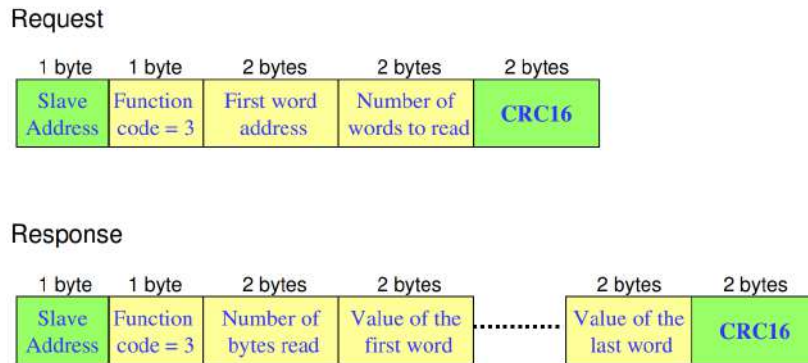 Request
1 byte 1 byte 2 bytes 2 bytes 2 bytes
Slave Function First word Number of CRC16
Address code = 3 address words to read
Response
1 byte 1 byte 2 bytes 2 bytes 2 bytes 2 bytes
Slave Function Number of Value of the Value of the CRC16
Address code = 3 bytes read first word last word